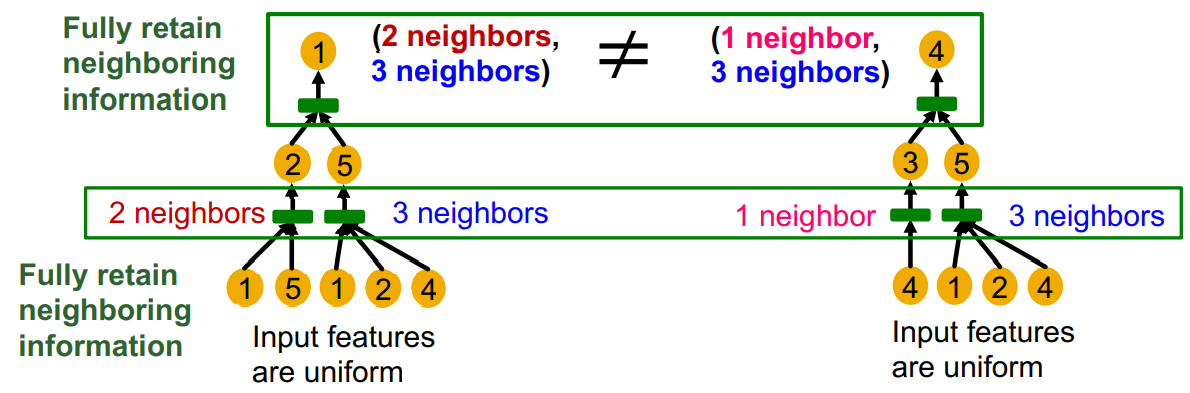 Fully retain
neighboring
information
1
(2 neighbors,
3 neighbors)
≠
(1 neighbor,
3 neighbors)
4
2
5
3
5
2 neighbors
3 neighbors
1 neighbor
3 neighbors
Fully retain
neighboring
information
1 5 1 2 4
4 1 2 4
Input features
are uniform
Input features
are uniform